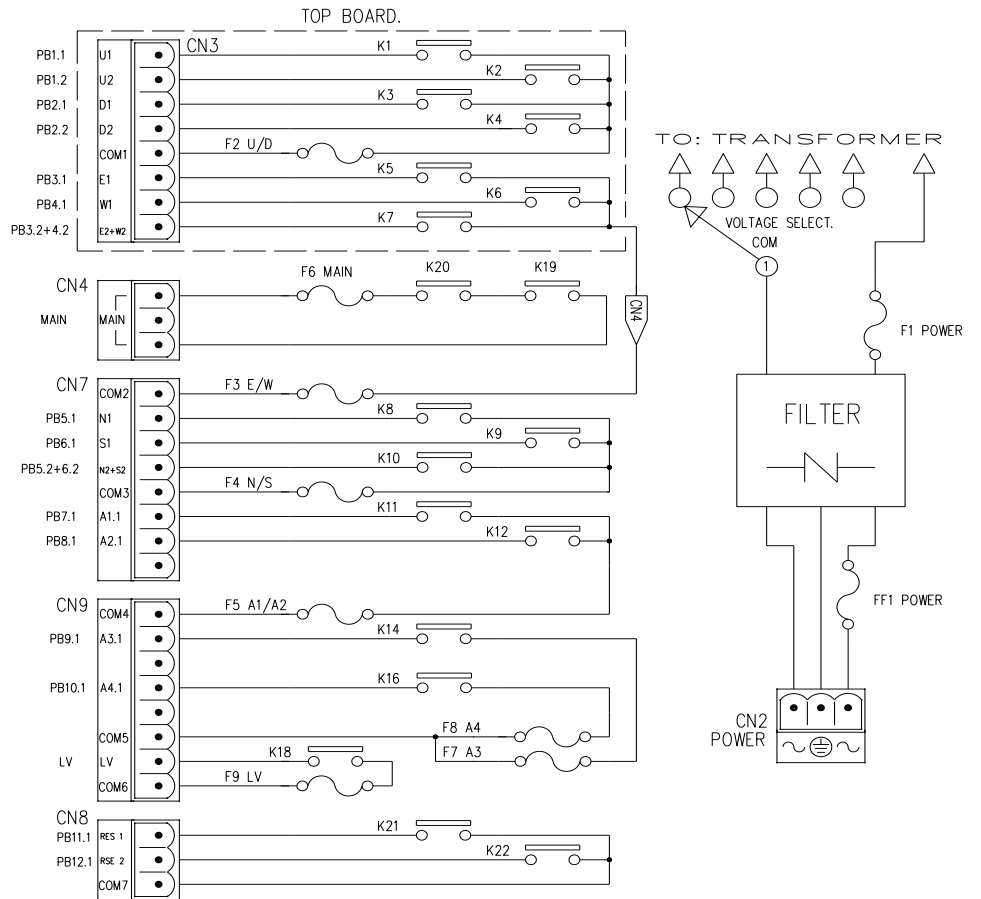 TOP BOARD.
CN3
PB1.1 U1 K1
PB1.2 U2 K2
PB2.1 D1 K3
PB2.2 D2 K4
COM1 F2 U/D
PB3.1 E1 K5
PB4.1 W1 K6
PB3.2+4.2 E2+W2 K7
CN4
F6 MAIN K20 K19
MAIN MAIN
CN4
CN7
COM2 F3 E/W
PB5.1 N1 K8
PB6.1 S1 K9
PB5.2+6.2 N2+S2 K10
COM3 F4 N/S
PB7.1 A1.1 K11
PB8.1 A2.1 K12
CN9
COM4 F5 A1/A2
PB9.1 A3.1 K14
PB10.1 A4.1 K16
COM5 F8 A4
F7 A3
LV LV K18
COM6 F9 LV
CN8
PB11.1 RES 1 K21
PB12.1 RSE 2 K22
COM7
TO: TRANSFORMER
VOLTAGE SELECT.
COM
1
F1 POWER
FILTER
FF1 POWER
CN2
POWER